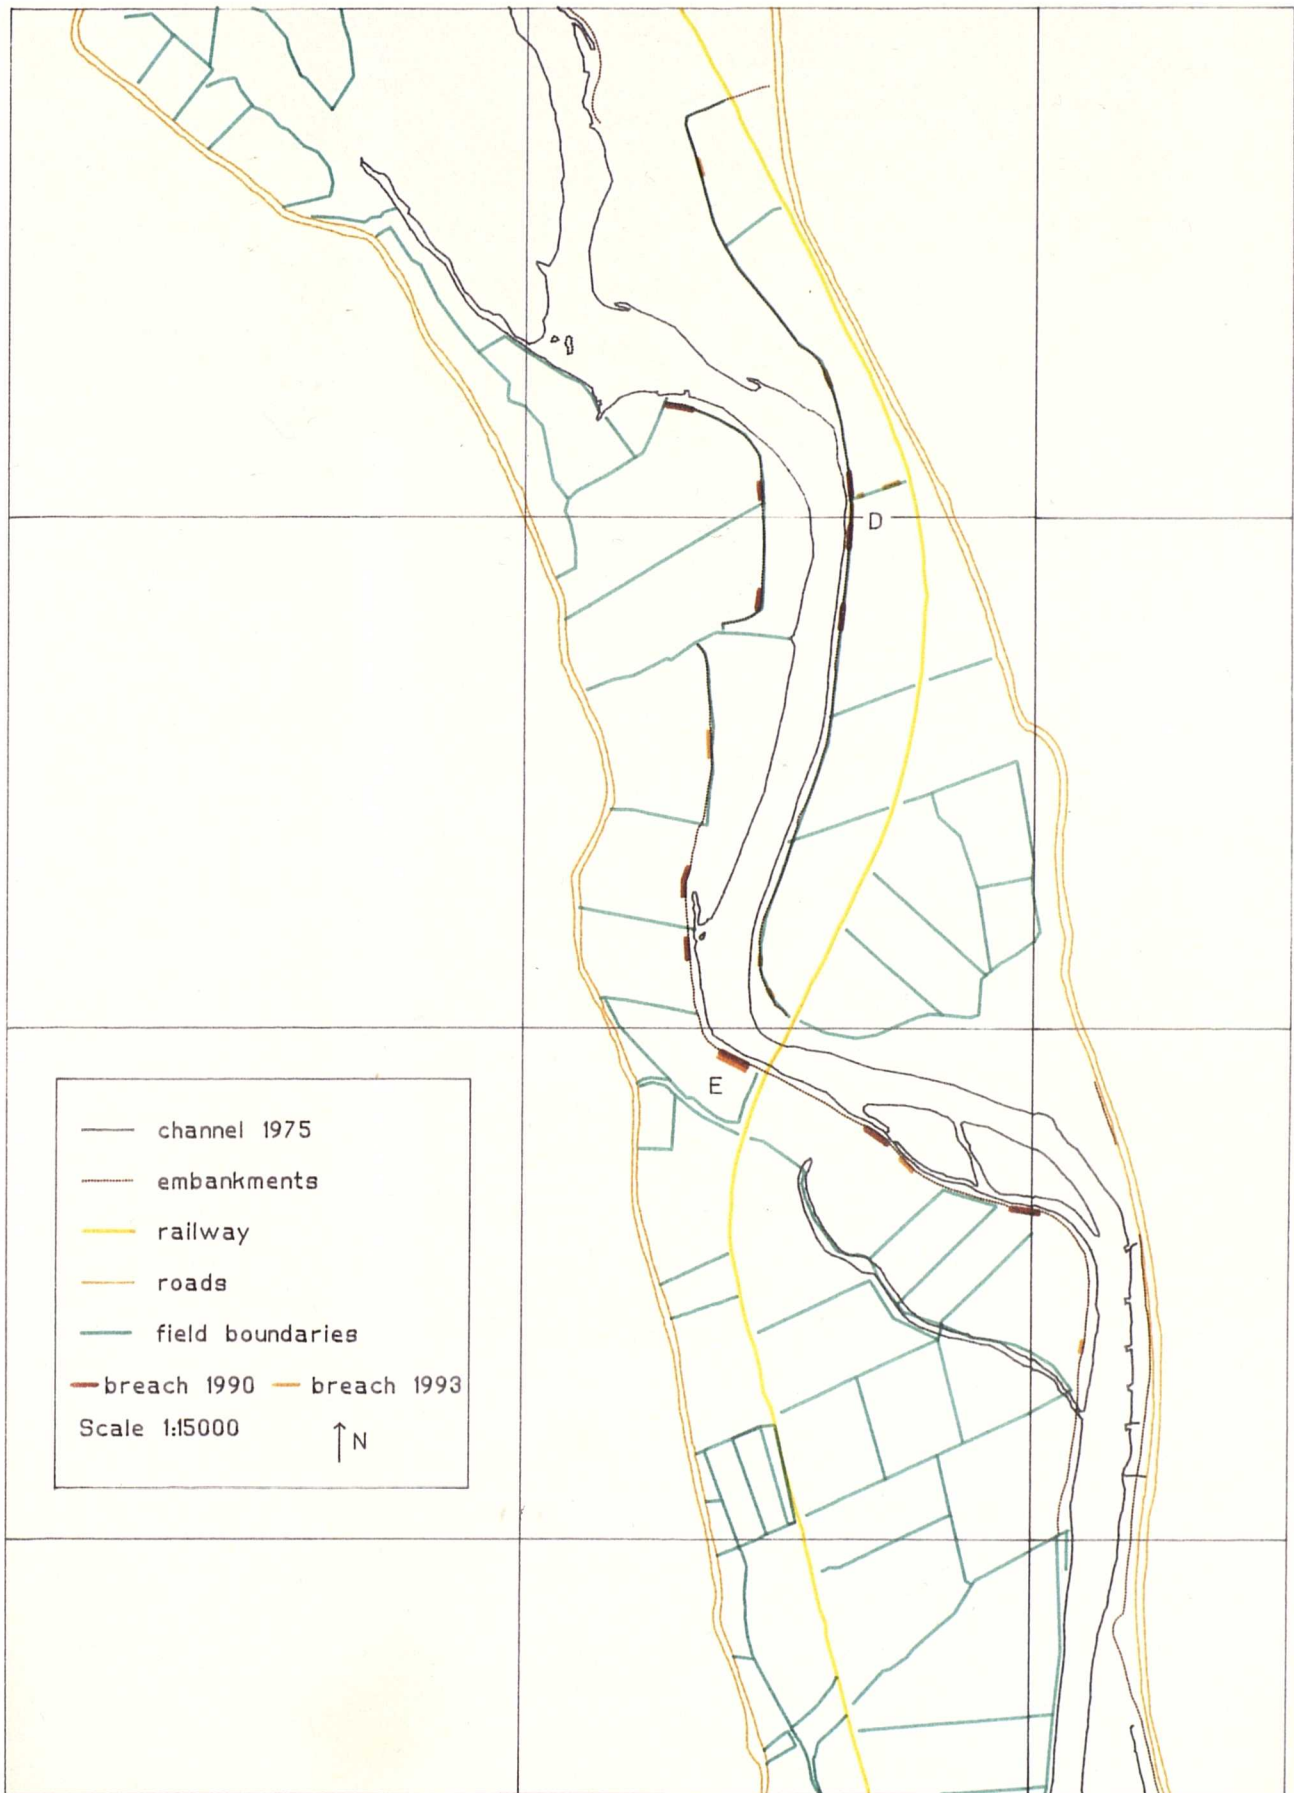 D
E
channel 1975
embankments
railway
roads
field boundaries
breach 1990 breach 1993
Scale 1:15000 N